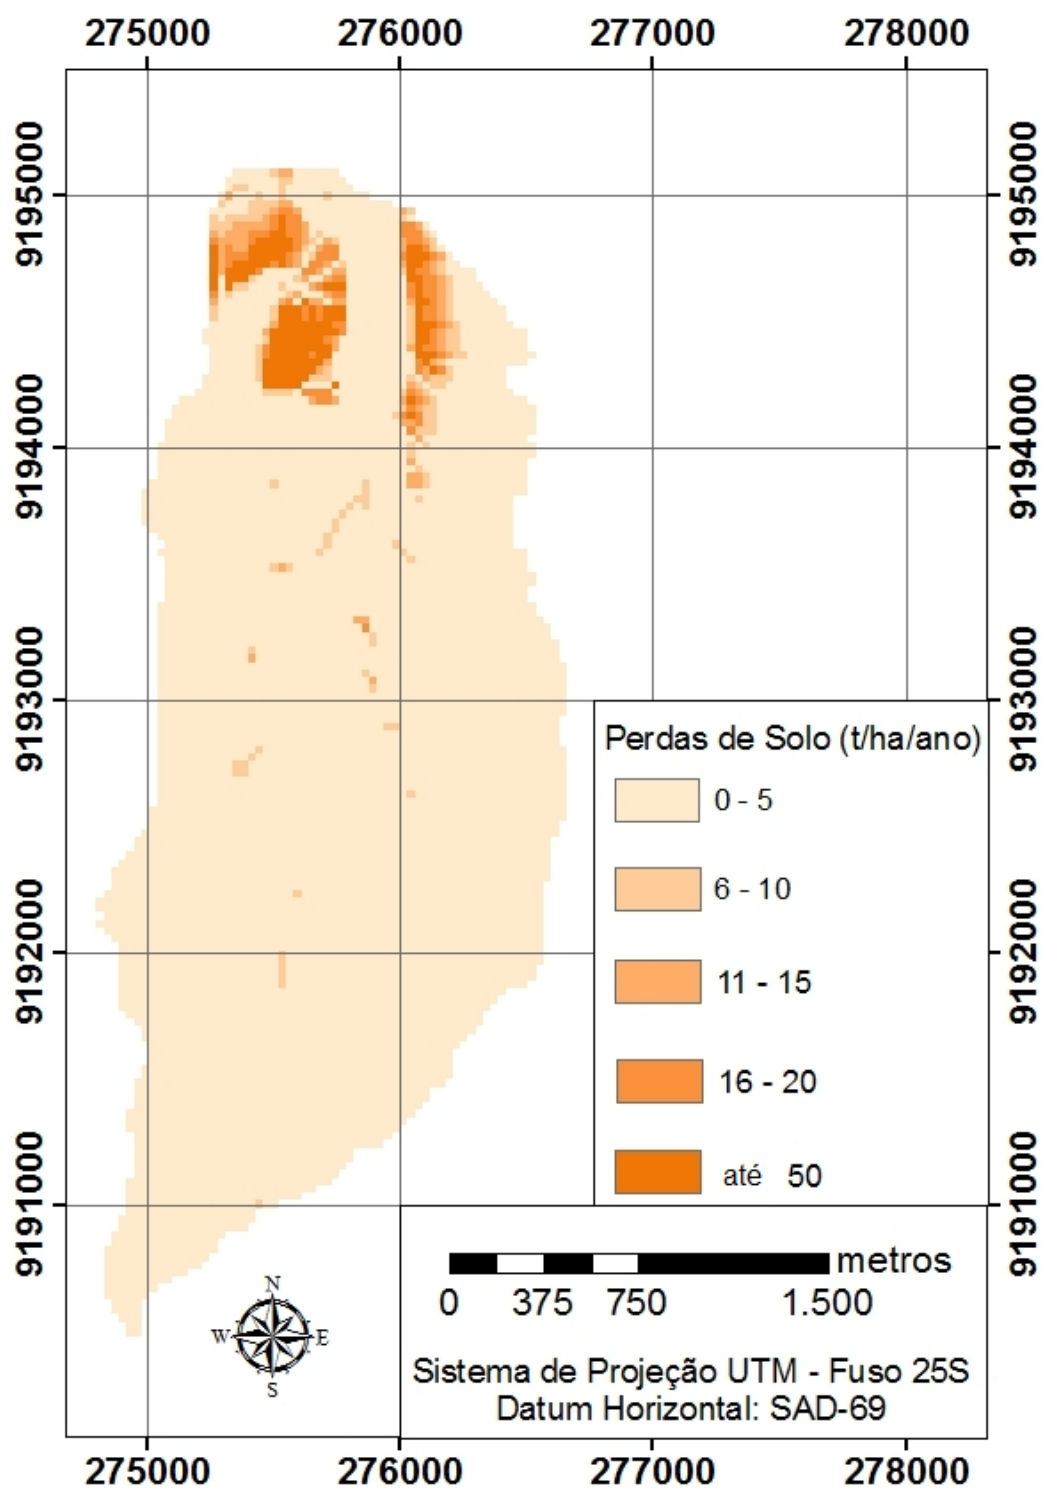 275000 276000 277000 278000
9195000 9195000
9194000 9194000
9193000 9193000
Perdas de Solo (t/ha/ano)
0 - 5
6 - 10
9192000 9192000
11 - 15
16 - 20
até 50
9191000 9191000
metros
0 375 750 1.500
N
W E
S
Sistema de Projeção UTM - Fuso 25S
Datum Horizontal: SAD-69
275000 276000 277000 278000